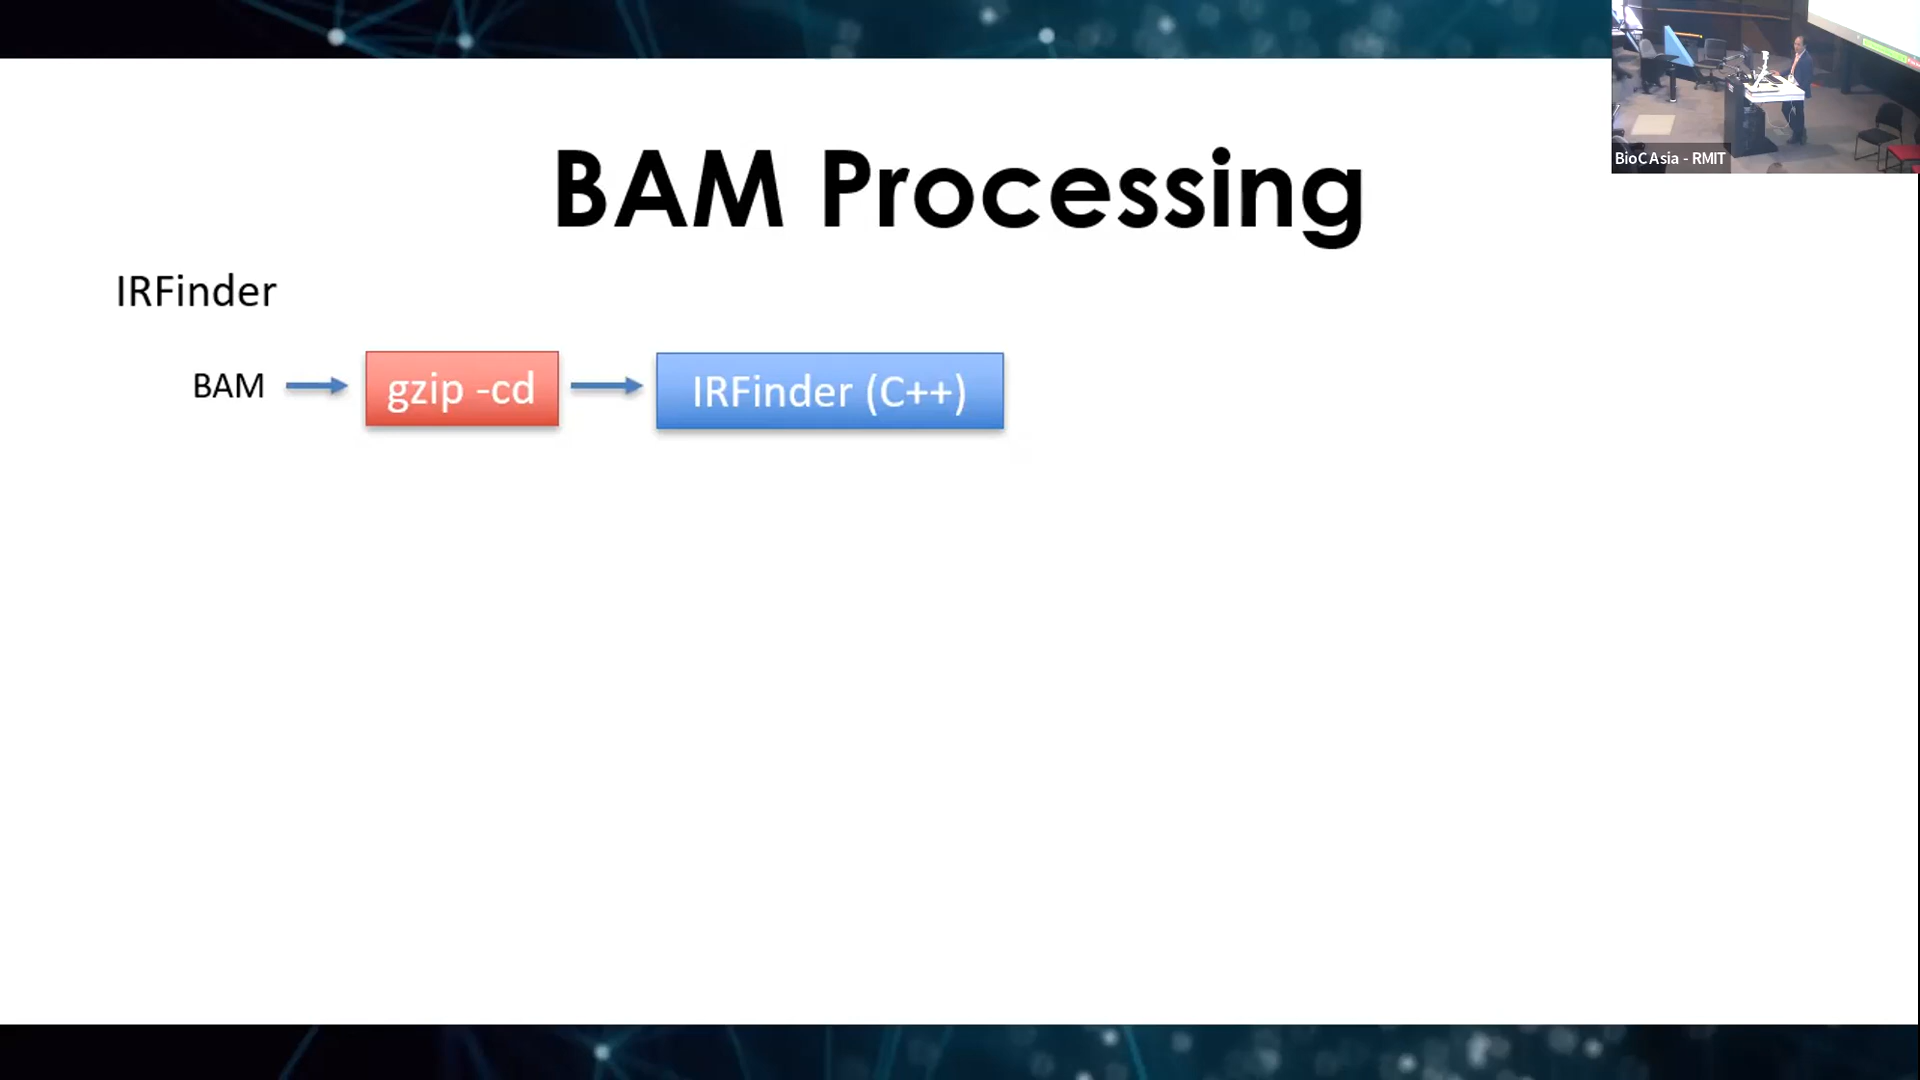 BAM Processing
BioC Asia - RMIT
IRFinder
BAM
gzip -cd
IRFinder (C++)